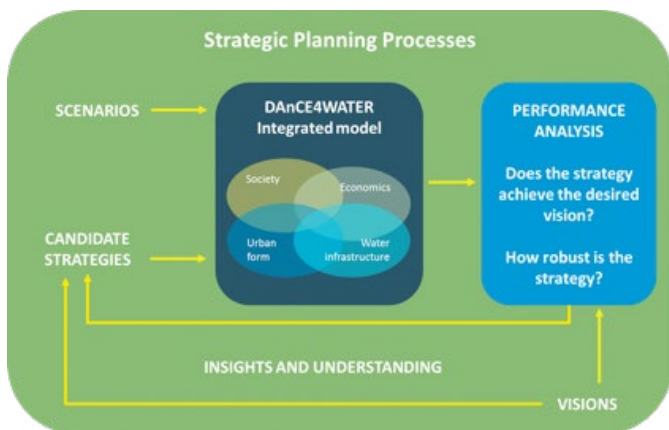 Strategic Planning Processes
SCENARIOS
DAnCE4WATER
Integrated model
Society
Economics
Urban
form
Water
infrastructure
CANDIDATE
STRATEGIES
PERFORMANCE
ANALYSIS
Does the strategy
achieve the desired
vision?
How robust is the
strategy?
INSIGHTS AND UNDERSTANDING
VISIONS